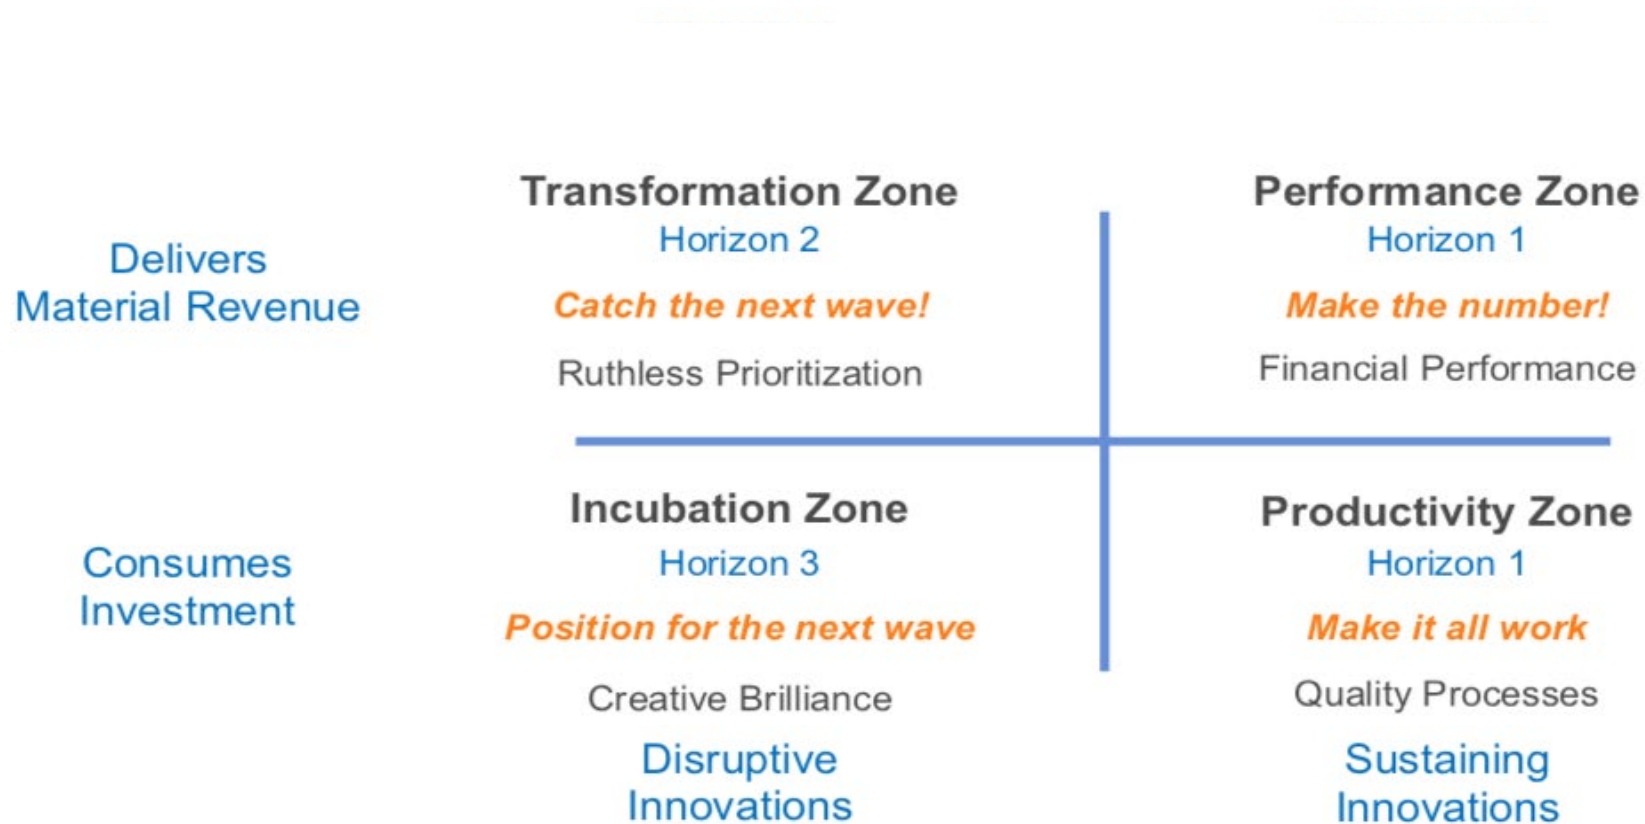 Transformation Zone
Horizon 2
Catch the next wave!
Ruthless Prioritization
Performance Zone
Horizon 1
Make the number!
Financial Performance
Delivers
Material Revenue
Incubation Zone
Horizon 3
Position for the next wave
Creative Brilliance
Productivity Zone
Horizon 1
Make it all work
Quality Processes
Consumes
Investment
Disruptive
Innovations
Sustaining
Innovations